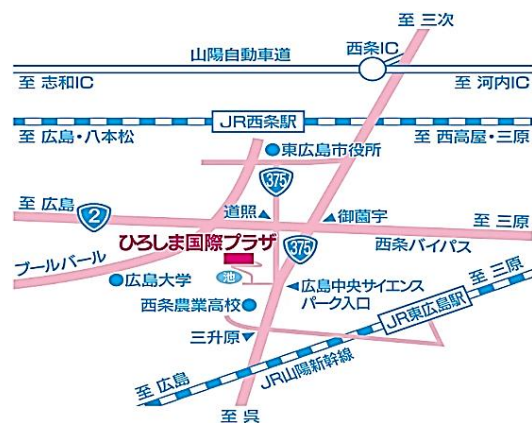 至 三次
山陽自動車道
西条IC
至 志和IC
至 河内IC
JR西条駅
至 広島・八本松
至 西高屋・三原
東広島市役所
375
至 広島
2
道照
御薗宇
至 三原
ひろしま国際プラザ
375
西条バイパス
ブールバール
池
広島大学
広島中央サイエンス
パーク入口
至 三原
西条農業高校
JR東広島駅
三升原
JR山陽新幹線
至 広島
至 呉